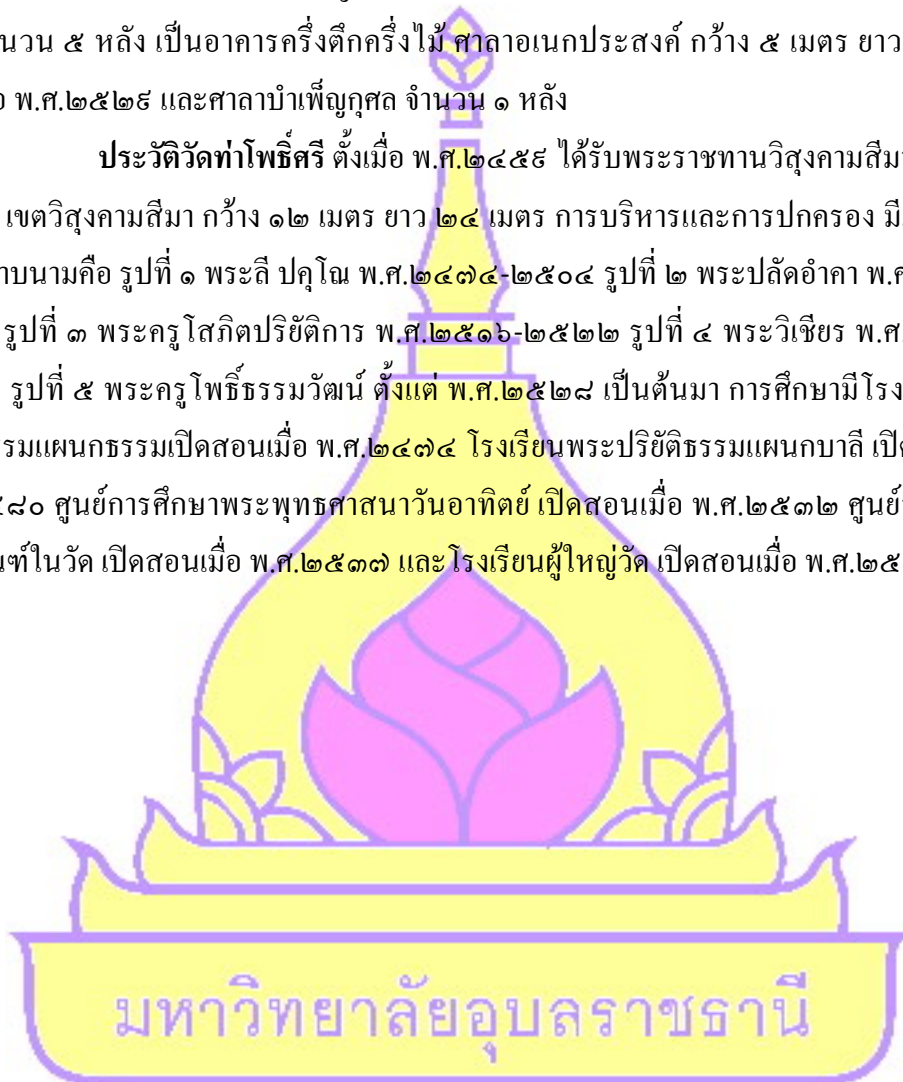 นวน ๕ หลัง เป็นอาคารครึ่งตึกครึ่งไม้ ศาลาอเนกประสงค์ กว้าง ๕ เมตร ยาว
พ.ศ.๒๕๒๙ และศาลาบำเพ็ญกุศล จำนวน ๑ หลัง
ประวัติวัดท่าโพธิ์ศรี ตั้งเมื่อ พ.ศ.๒๔๕๙ ได้รับพระราชทานวิสุงคามสีมา
เขตวิสุงคามสีมา กว้าง ๑๒ เมตร ยาว ๒๔ เมตร การบริหารและการปกครอง มี
าบนามคือ รูปที่ ๑ พระลี ปคุโณ พ.ศ.๒๔๗๔-๒๕๐๔ รูปที่ ๒ พระปลัดอำคา พ.ศ
รูปที่ ๓ พระครูโสภิตปริยัติการ พ.ศ.๒๕๑๖-๒๕๒๒ รูปที่ ๔ พระวิเชียร พ.ศ.
รูปที่ ๕ พระครูโพธิ์ธรรมวัฒน์ ตั้งแต่ พ.ศ.๒๕๒๘ เป็นต้นมา การศึกษามีโรง
รรมแผนกธรรมเปิดสอนเมื่อ พ.ศ.๒๔๗๔ โรงเรียนพระปริยัติธรรมแผนกบาลี เปิด
๔๘๐ ศูนย์การศึกษาพระพุทธศาสนาวันอาทิตย์ เปิดสอนเมื่อ พ.ศ.๒๕๓๒ ศูนย์
ณฑ์ในวัด เปิดสอนเมื่อ พ.ศ.๒๕๓๗ และโรงเรียนผู้ใหญ่วัด เปิดสอนเมื่อ พ.ศ.๒๕
มหาวิทยาลัยอุบลราชธานี